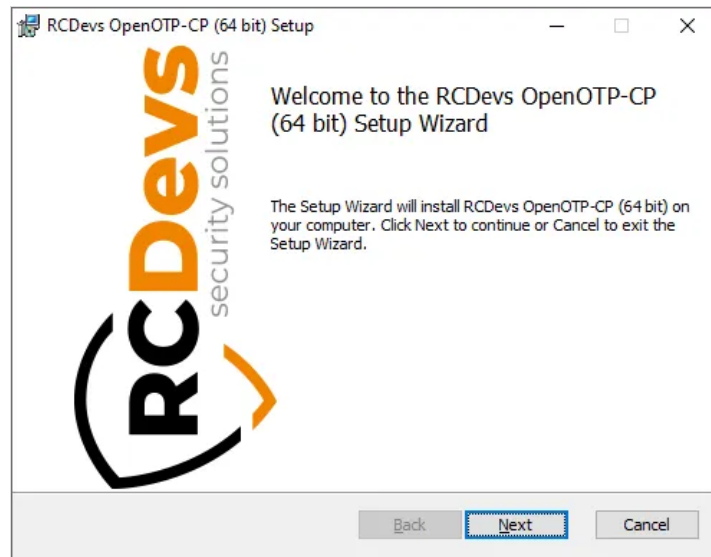 RCDevs OpenOTP-CP (64 bit) Setup
RCDevs
security solutions
Welcome to the RCDevs OpenOTP-CP
(64 bit) Setup Wizard
The Setup Wizard will install RCDevs OpenOTP-CP (64 bit) on
your computer. Click Next to continue or Cancel to exit the
Setup Wizard.
Back
Next
Cancel